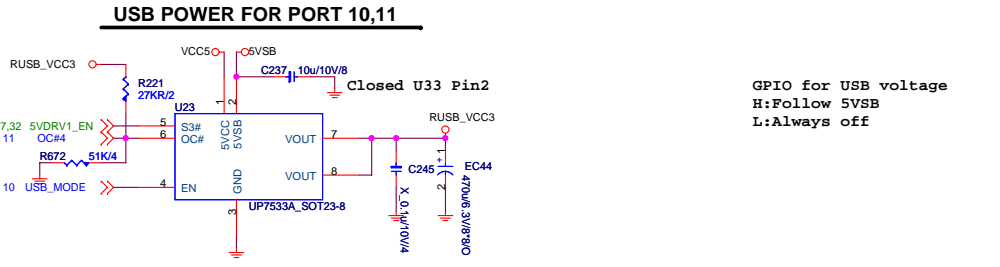 USB POWER FOR PORT 10,11
VCC5
5VSB
RUSB_VCC3
C237
10u/10V/8
Closed U33 Pin2
GPIO for USB voltage
H:Follow 5VSB
L:Always off
R221
27KR/2
U23
1
2
RUSB_VCC3
7,32 5VDRV1_EN
5
S3#
5VCC
5VSB
VOUT
7
11 OC#4
6
OC#
R672
51K/4
C245
1
+
EC44
VOUT
8
10 USB_MODE
4
EN
GND
2
UP7533A_SOT23-8
3
X_0.1u/10V/4
470u/6.3V/8*8/O